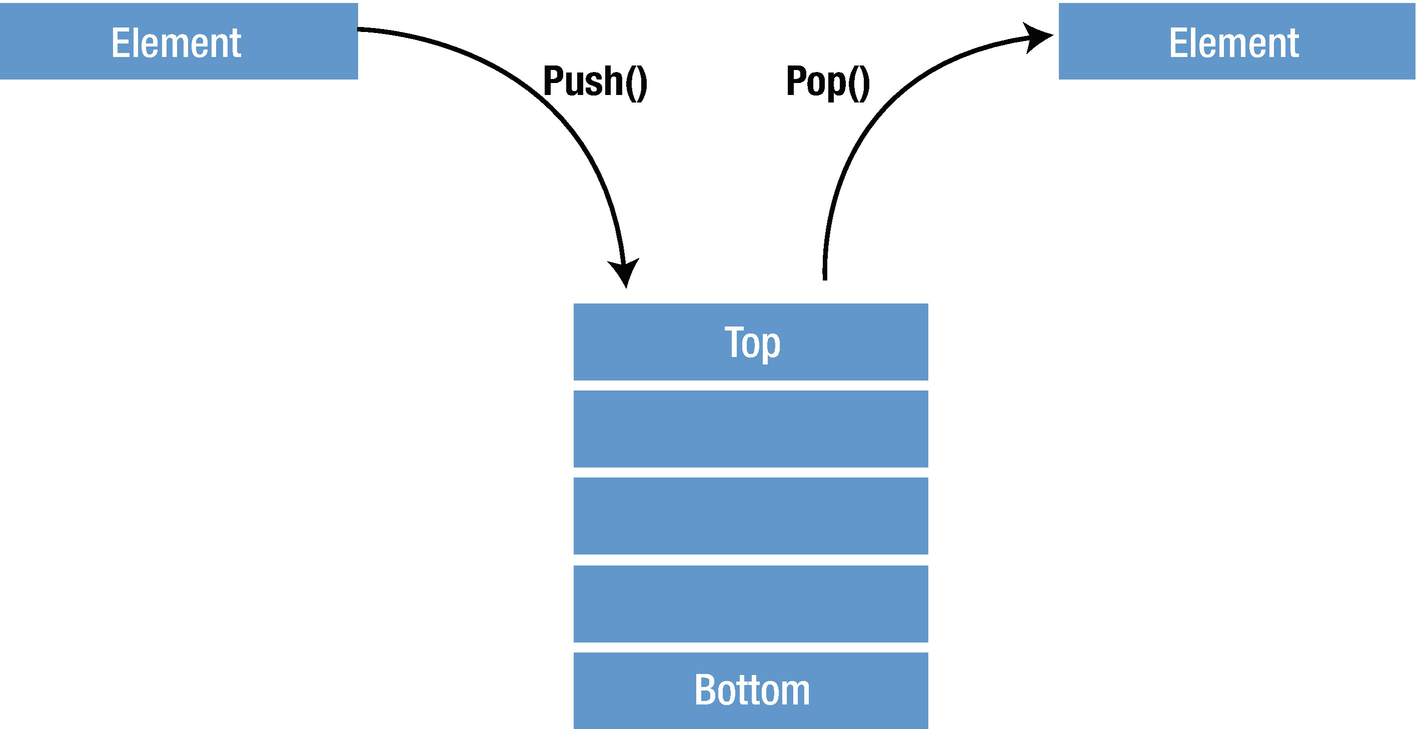 Element
Push()
Pop()
Element
Top
Bottom